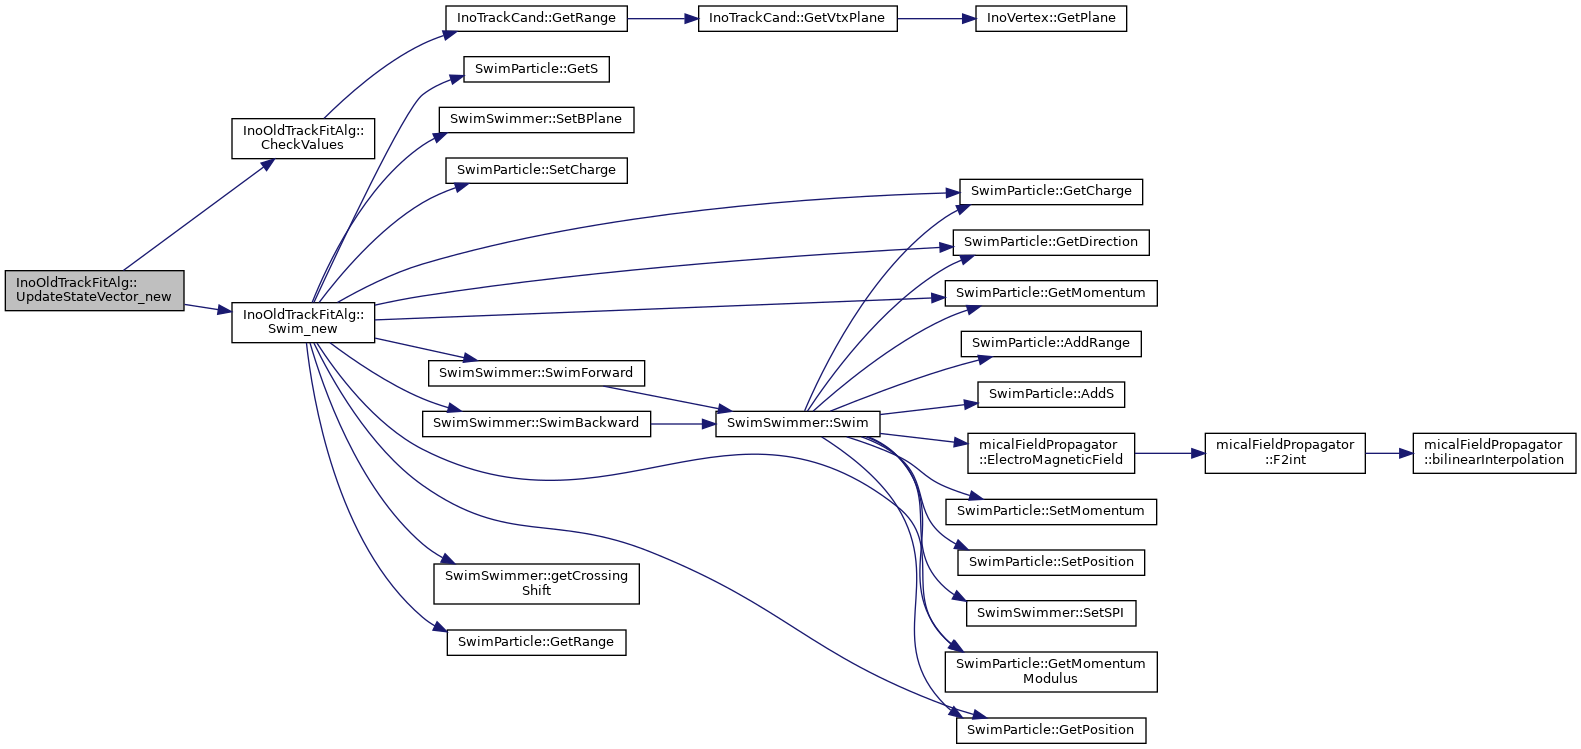 InoTrackCand::GetRange
InoTrackCand::GetVtxPlane
InoVertex::GetPlane
SwimParticle::GetS
SwimSwimmer::SetBPlane
InoOldTrackFitAlg::
CheckValues
SwimParticle::SetCharge
SwimParticle::GetCharge
SwimParticle::GetDirection
InoOldTrackFitAlg::
UpdateStateVector_new
SwimParticle::GetMomentum
InoOldTrackFitAlg::
Swim_new
SwimParticle::AddRange
SwimSwimmer::SwimForward
SwimParticle::AddS
SwimSwimmer::SwimBackward
SwimSwimmer::Swim
micalFieldPropagator
::ElectroMagneticField
micalFieldPropagator
::F2int
micalFieldPropagator
::bilinearInterpolation
SwimParticle::SetMomentum
SwimParticle::SetPosition
SwimSwimmer::getCrossing
Shift
SwimSwimmer::SetSPI
SwimParticle::GetRange
SwimParticle::GetMomentum
Modulus
SwimParticle::GetPosition